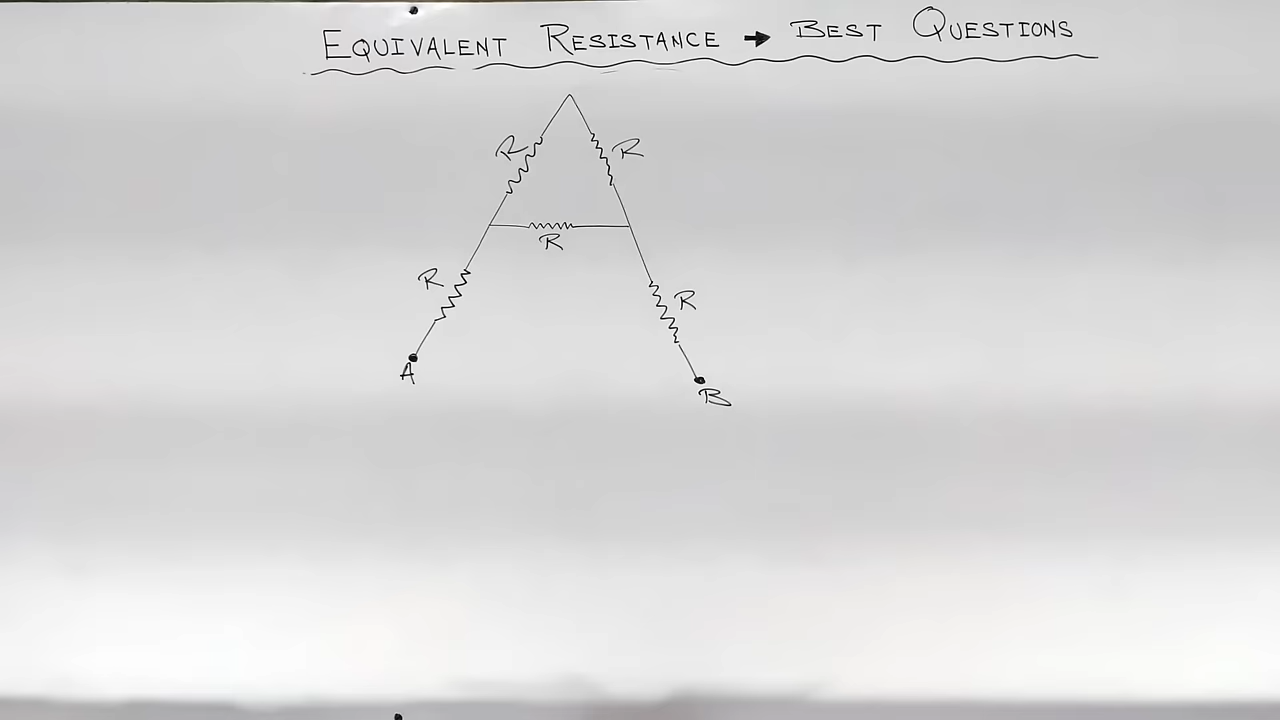 EQUIVALENT RESISTANCE → BEST QUESTIONS
R R
R
R R
A
B